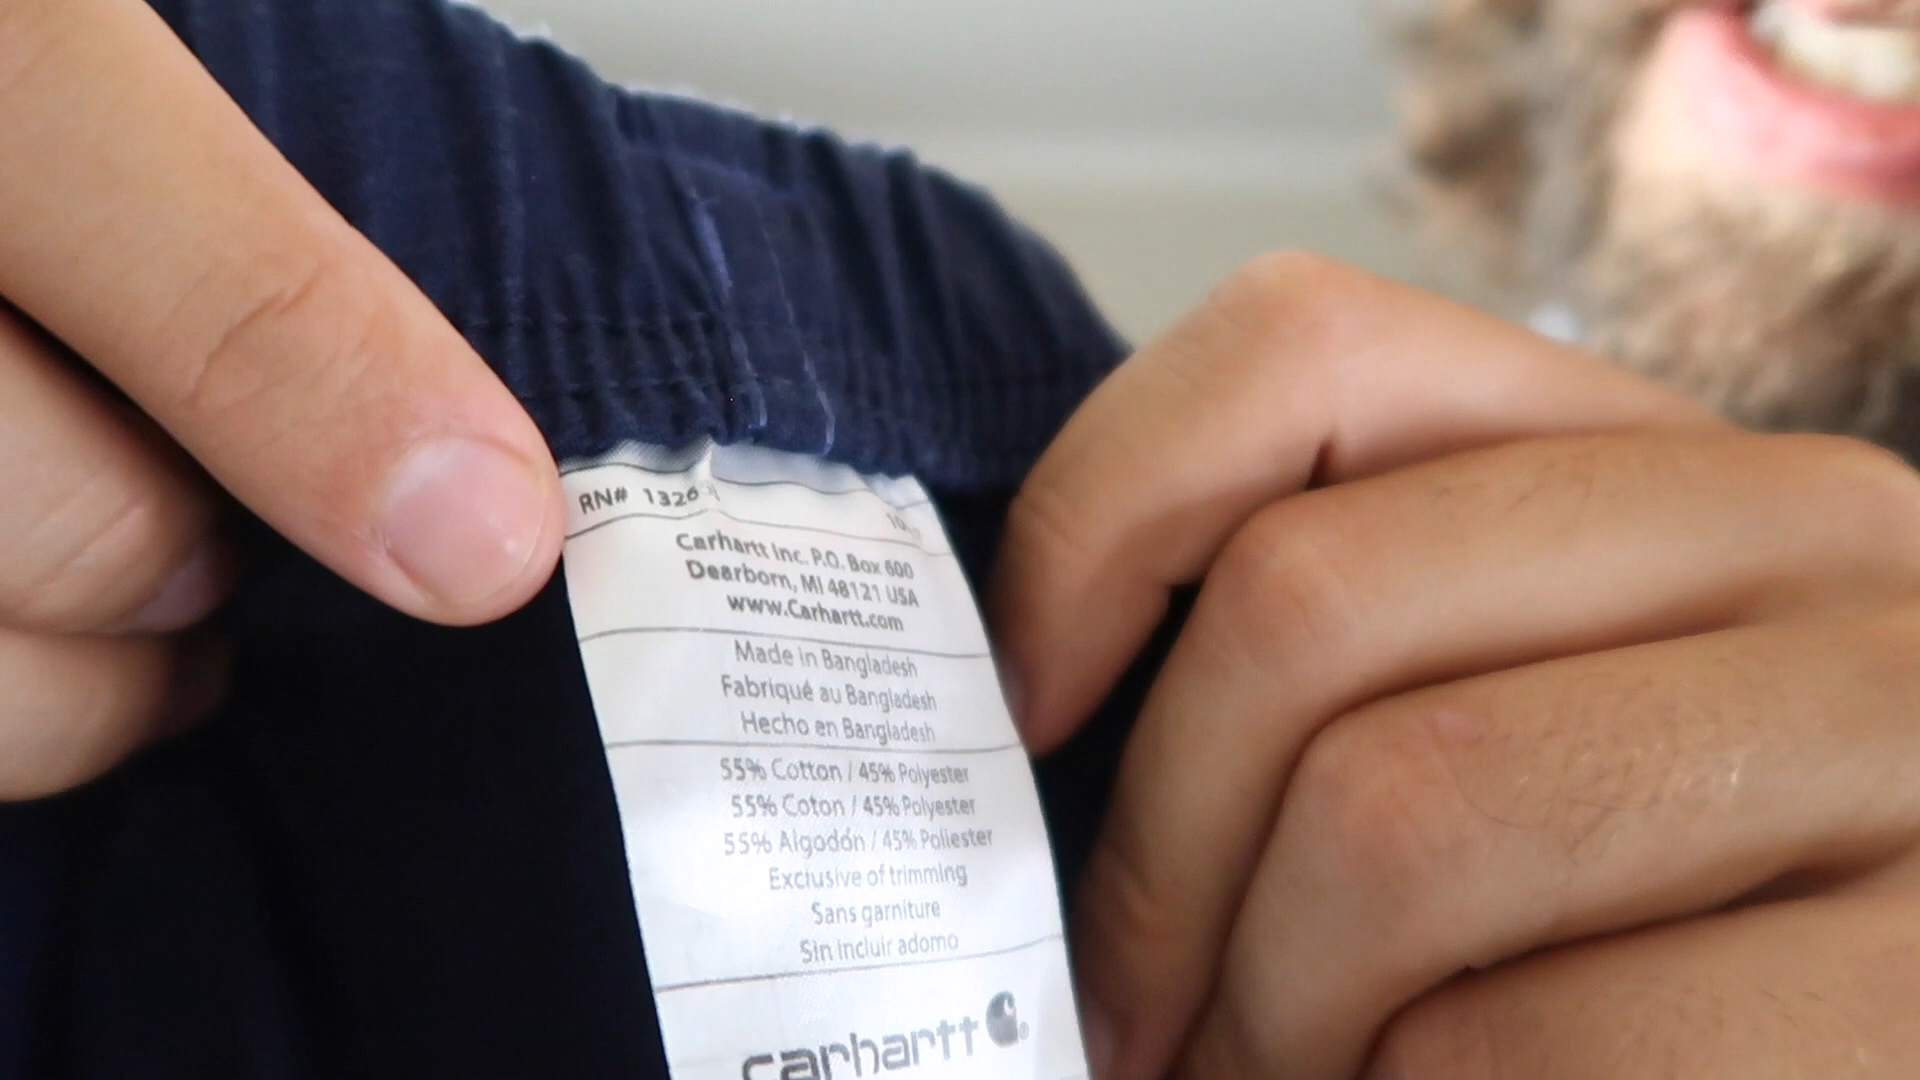 RN#
Carhartt Inc. P.O. Box 600
Dearborn, MI 48121 USA
www.Carhartt.com
Made in Bangladesh
Fabriqué au Bangladesh
Hecho en Bangladesh
55% Cotton / 45% Polyester
55% Coton / 45% Polyester
55% Algodón / 45% Poliester
Exclusive of trimming
Sans garniture
Sin incluir adorno
carhartt